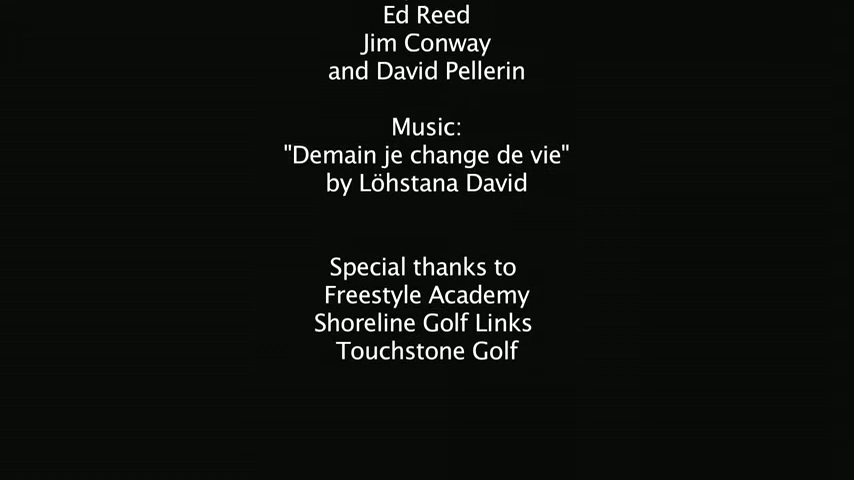 Ed Reed
Jim Conway
and David Pellerin
Music:
"Demain je change de vie"
by Löhstana David
Special thanks to
Freestyle Academy
Shoreline Golf Links
Touchstone Golf